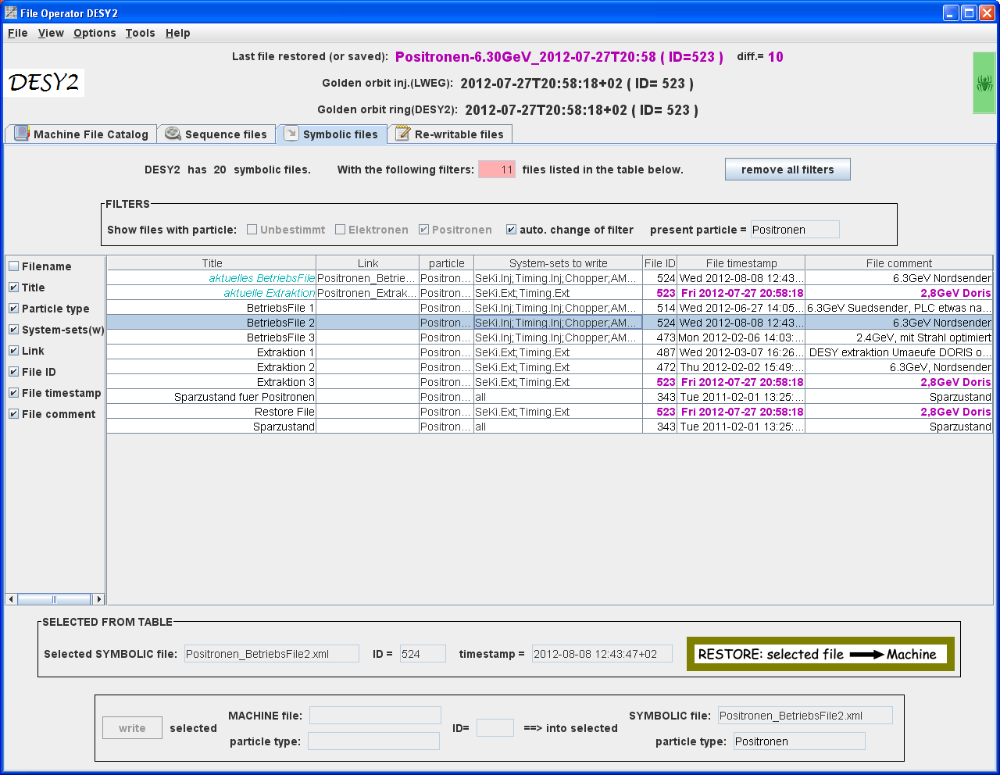 File Operator DESY2
File View Options Tools Help
Last file restored (or saved): Positronen-6.30GeV_2012-07-27T20:58 ( ID=523 ) diff.= 10
DESY2
Golden orbit inj.(LWEG): 2012-07-27T20:58:18+02 ( ID= 523 )
Golden orbit ring(DESY2): 2012-07-27T20:58:18+02 ( ID= 523 )
Machine File Catalog Sequence files Symbolic files Re-writable files
DESY2 has 20 symbolic files. With the following filters: 11 files listed in the table below. remove all filters
FILTERS
Show files with particle: Unbestimmt Elektronen Positronen auto. change of filter present particle = Positronen
Filename
Title
Particle type
System-sets(w)
Link
File ID
File timestamp
File comment
Title Link particle System-sets to write File ID File timestamp File comment
aktuelles BetriebsFile Positronen_Betrie... Positron... SeKi.Inj;Timing.Inj;Chopper;AM... 524 Wed 2012-08-08 12:43... 6.3GeV Nordsender
aktuelle Extraktion Positronen_Extrak... Positron... SeKi.Ext;Timing.Ext 523 Fri 2012-07-27 20:58:18 2,8GeV Doris
BetriebsFile 1 Positron... SeKi.Inj;Timing.Inj;Chopper;AM... 514 Wed 2012-06-27 14:05... 6.3GeV Suedsender, PLC etwas na...
BetriebsFile 2 Positron... SeKi.Inj;Timing.Inj;Chopper;AM... 524 Wed 2012-08-08 12:43... 6.3GeV Nordsender
BetriebsFile 3 Positron... SeKi.Inj;Timing.Inj;Chopper;AM... 473 Mon 2012-02-06 14:03:... 2.4GeV, mit Strahl optimiert
Extraktion 1 Positron... SeKi.Ext;Timing.Ext 487 Wed 2012-03-07 16:26... DESY extraktion Umaeufe DORIS o...
Extraktion 2 Positron... SeKi.Ext;Timing.Ext 472 Thu 2012-02-02 15:49:... 6.3GeV, Nordsender
Extraktion 3 Positron... SeKi.Ext;Timing.Ext 523 Fri 2012-07-27 20:58:18 2,8GeV Doris
Sparzustand fuer Positronen Positron... all 343 Tue 2011-02-01 13:25:... Sparzustand
Restore File Positron... SeKi.Ext;Timing.Ext 523 Fri 2012-07-27 20:58:18 2,8GeV Doris
Sparzustand Positron... all 343 Tue 2011-02-01 13:25:... Sparzustand
SELECTED FROM TABLE
Selected SYMBOLIC file: Positronen_BetriebsFile2.xml ID = 524 timestamp = 2012-08-08 12:43:47+02 RESTORE: selected file Machine
MACHINE file: SYMBOLIC file: Positronen_BetriebsFile2.xml
write selected ID= ==> into selected
particle type: particle type: Positronen